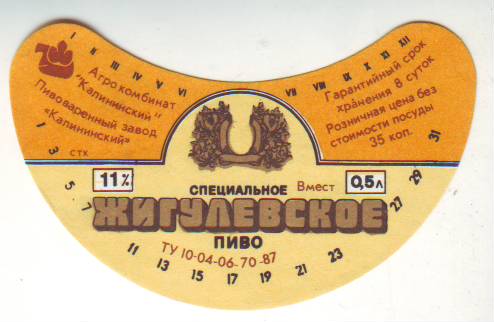 I II III IV V VI VII VIII IX X XI XII
Агрокомбинат
"Калининский"
Пивоваренный завод
«Калининский»
Гарантийный срок
хранения 8 суток
Розничная цена без
стоимости посуды
35 коп.
1 3 СТК 31
5 11% СПЕЦИАЛЬНОЕ Вмест 0,5л 29
7 ЖИГУЛЕВСКОЕ 27
ПИВО
ТУ 10-04-06-70-87
11 13 15 17 19 21 23